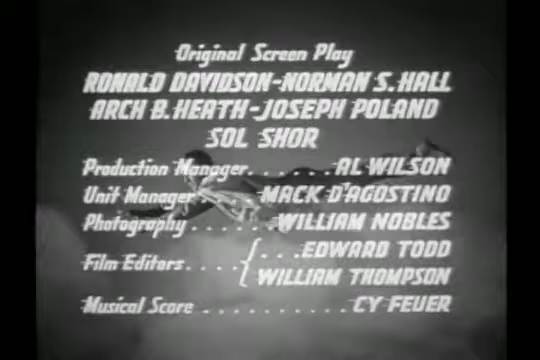 Original Screen Play
RONALD DAVIDSON-NORMAN S. HALL
ARCH B. HEATH-JOSEPH POLAND
SOL SHOR
Production Manager......AL WILSON
Unit Manager MACK D'AGOSTINO
Photography......WILLIAM NOBLES
Film Editors....{...EDWARD TODD
WILLIAM THOMPSON
Musical Score..........CY FEUER